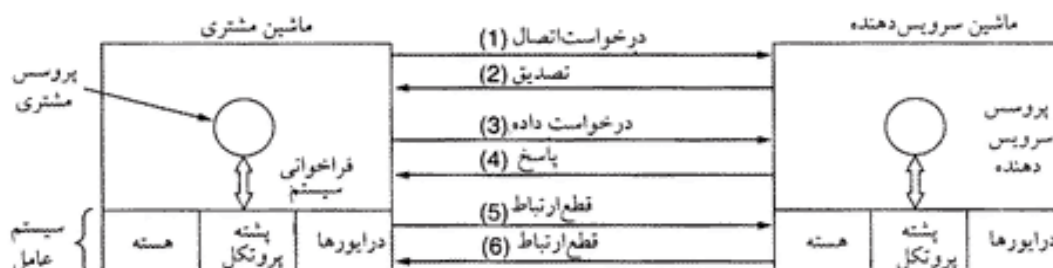 ماشین سرویس‌دهنده
ماشین مشتری
(1) درخواست اتصال
(2) تصدیق
(3) درخواست داده
(4) پاسخ
(5) قطع ارتباط
(6) قطع ارتباط
پروسس
سرویس
دهنده
پروسس
مشتری
فراخوانی
سیستم
درایورها
پشته
پروتکل
هسته
درایورها
پشته
پروتکل
هسته
سیستم
عامل